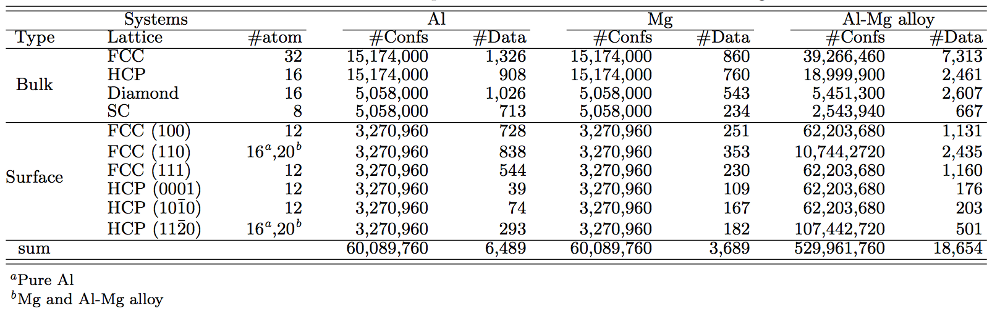 Systems Al Mg Al-Mg alloy
Type Lattice #atom #Confs #Data #Confs #Data #Confs #Data
FCC 32 15,174,000 1,326 15,174,000 860 39,266,460 7,313
HCP 16 15,174,000 908 15,174,000 760 18,999,900 2,461
Bulk
Diamond 16 5,058,000 1,026 5,058,000 543 5,451,300 2,607
SC 8 5,058,000 713 5,058,000 234 2,543,940 667
FCC (100) 12 3,270,960 728 3,270,960 251 62,203,680 1,131
FCC (110) 16ᵃ,20ᵇ 3,270,960 838 3,270,960 353 10,744,2720 2,435
FCC (111) 12 3,270,960 544 3,270,960 230 62,203,680 1,160
Surface
HCP (0001) 12 3,270,960 39 3,270,960 109 62,203,680 176
HCP (101̄0) 12 3,270,960 74 3,270,960 167 62,203,680 203
HCP (112̄0) 16ᵃ,20ᵇ 3,270,960 293 3,270,960 182 107,442,720 501
sum 60,089,760 6,489 60,089,760 3,689 529,961,760 18,654
ᵃPure Al
ᵇMg and Al-Mg alloy